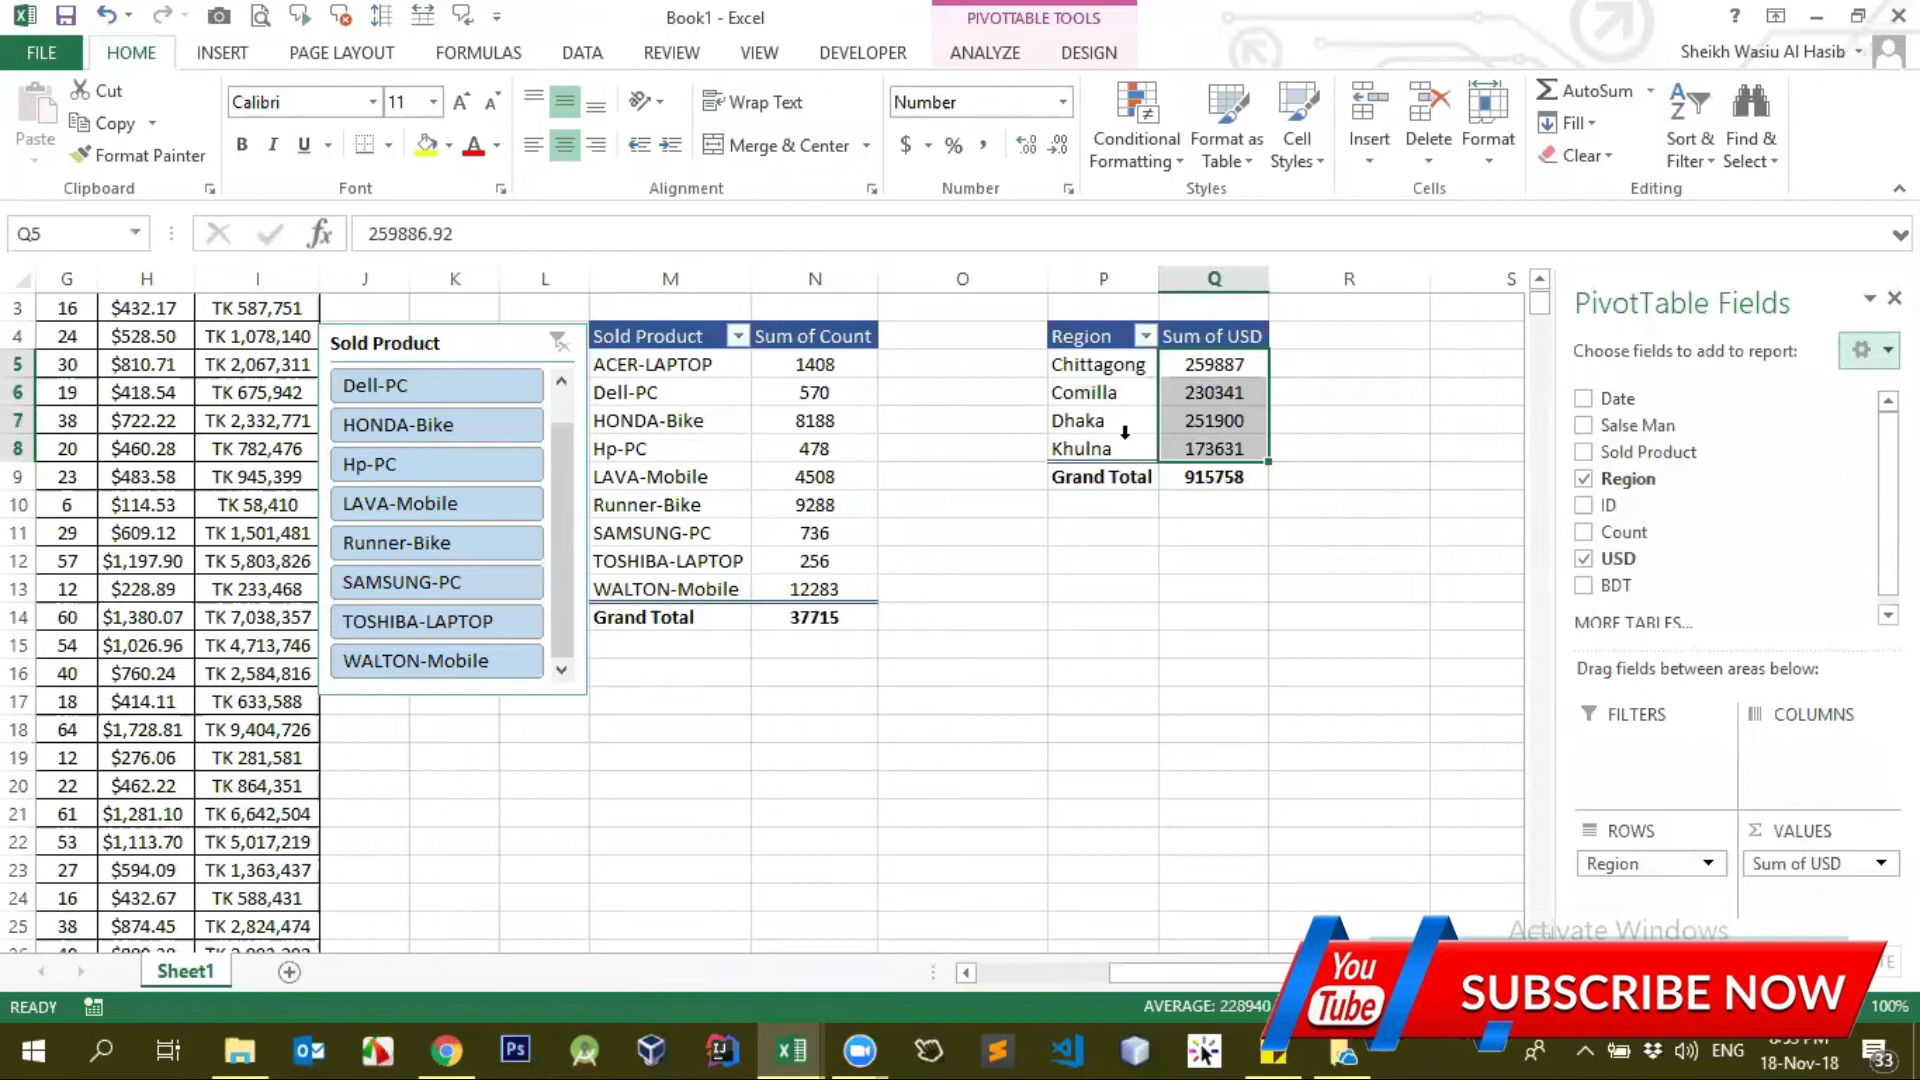 Book1 - Excel
PIVOTTABLE TOOLS
?
FILE HOME INSERT PAGE LAYOUT FORMULAS DATA REVIEW VIEW DEVELOPER ANALYZE DESIGN
Sheikh Wasiu Al Hasib
Paste
Cut
Copy
Format Painter
Clipboard
Calibri 11
B I U
Font
Wrap Text
Merge & Center
Alignment
Number
$ % ,
Number
Conditional Formatting
Format as Table
Cell Styles
Styles
Insert
Delete
Format
Cells
AutoSum
Fill
Clear
Sort & Filter
Find & Select
Editing
Q5
fx
259886.92
G H I J K L M N O P Q R S
3 16 $432.17 TK 587,751
4 24 $528.50 TK 1,078,140
5 30 $810.71 TK 2,067,311
6 19 $418.54 TK 675,942
7 38 $722.22 TK 2,332,771
8 20 $460.28 TK 782,476
9 23 $483.58 TK 945,399
10 6 $114.53 TK 58,410
11 29 $609.12 TK 1,501,481
12 57 $1,197.90 TK 5,803,826
13 12 $228.89 TK 233,468
14 60 $1,380.07 TK 7,038,357
15 54 $1,026.96 TK 4,713,746
16 40 $760.24 TK 2,584,816
17 18 $414.11 TK 633,588
18 64 $1,728.81 TK 9,404,726
19 12 $276.06 TK 281,581
20 22 $462.22 TK 864,351
21 61 $1,281.10 TK 6,642,504
22 53 $1,113.70 TK 5,017,219
23 27 $594.09 TK 1,363,437
24 16 $432.67 TK 588,431
25 38 $874.45 TK 2,824,474
Sold Product
Dell-PC
HONDA-Bike
Hp-PC
LAVA-Mobile
Runner-Bike
SAMSUNG-PC
TOSHIBA-LAPTOP
WALTON-Mobile
Sold Product Sum of Count
ACER-LAPTOP 1408
Dell-PC 570
HONDA-Bike 8188
Hp-PC 478
LAVA-Mobile 4508
Runner-Bike 9288
SAMSUNG-PC 736
TOSHIBA-LAPTOP 256
WALTON-Mobile 12283
Grand Total 37715
Region Sum of USD
Chittagong 259887
Comilla 230341
Dhaka 251900
Khulna 173631
Grand Total 915758
PivotTable Fields
Choose fields to add to report:
Date
Salse Man
Sold Product
Region
ID
Count
USD
BDT
MORE TABLES...
Drag fields between areas below:
FILTERS
COLUMNS
ROWS
VALUES
Region
Sum of USD
Activate Windows
You Tube
SUBSCRIBE NOW
Sheet1
READY
AVERAGE: 228940
100%
Ps
IJ
ENG
18-Nov-18
33